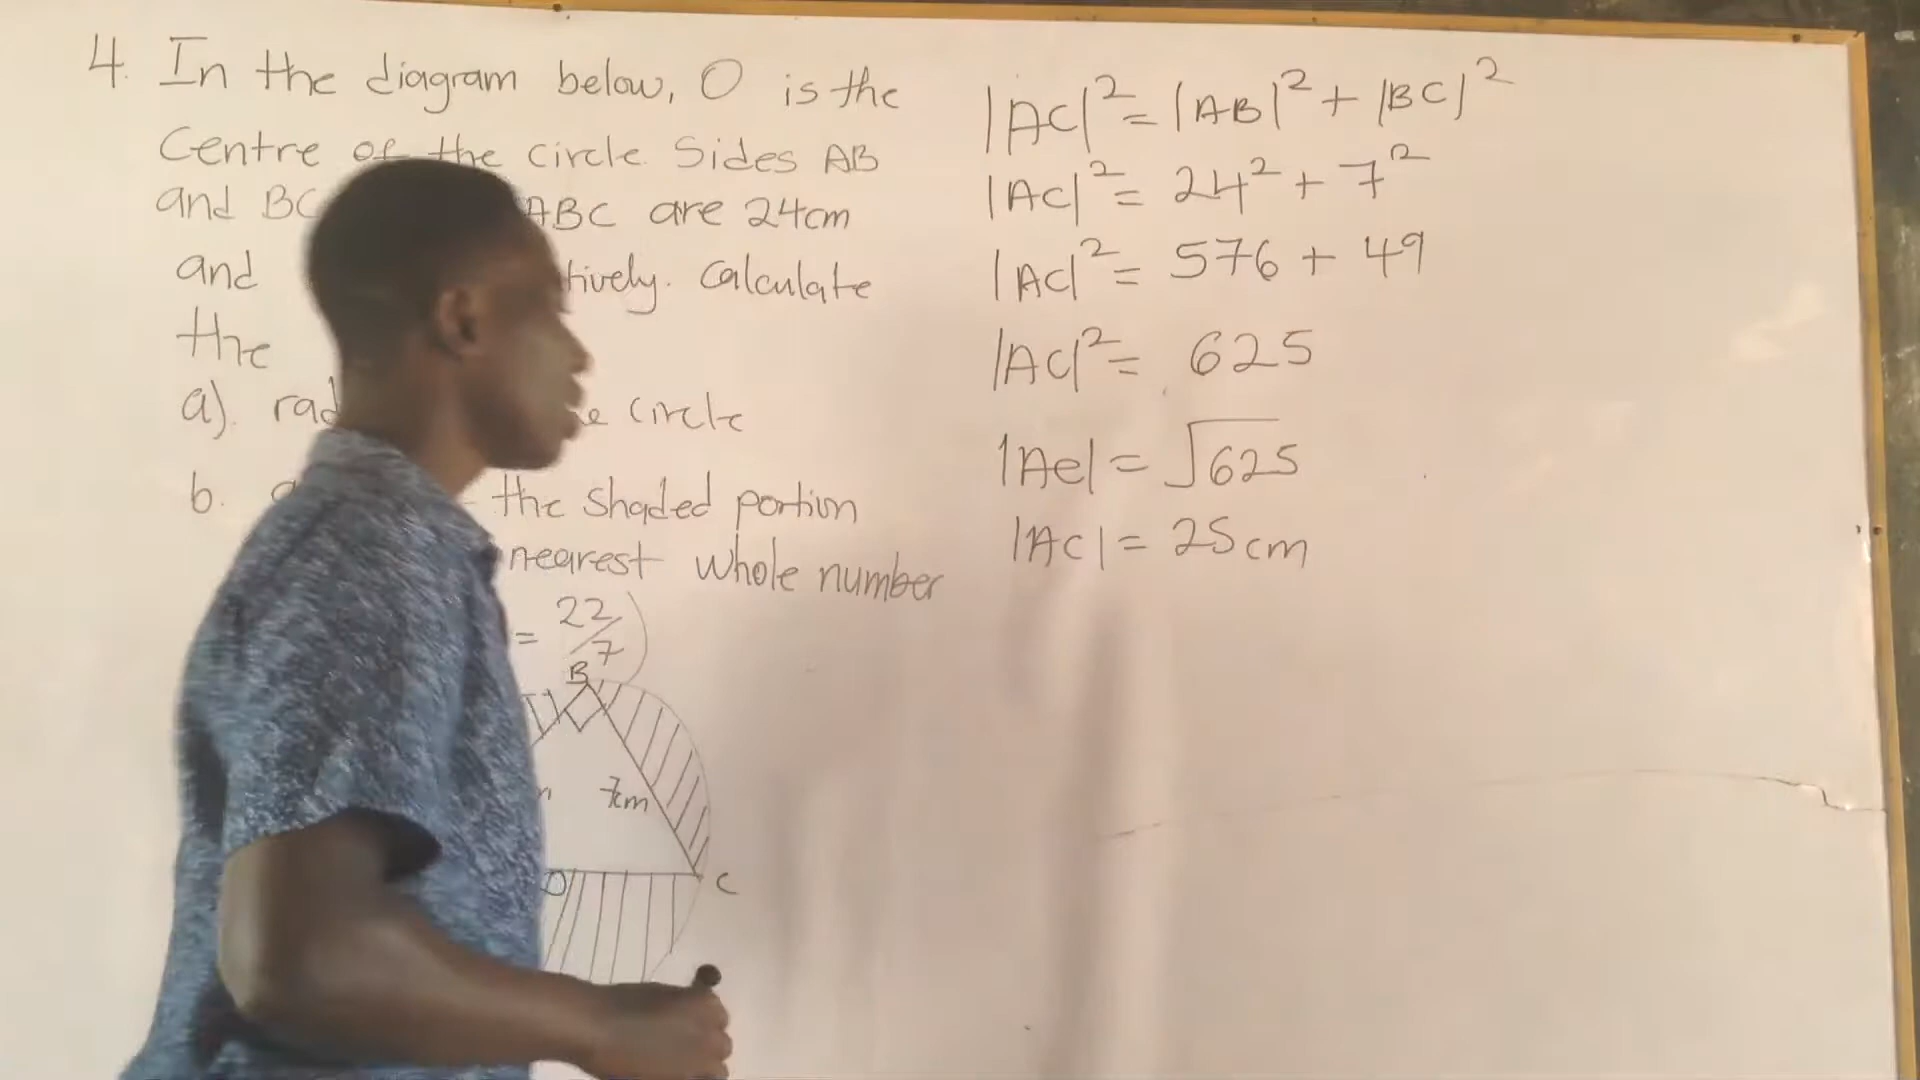 4. In the diagram below, O is the
Centre of the circle. Sides AB
and BC ABC are 24cm
and tively. Calculate
the
a). rad e circle
b. the shaded portion
nearest whole number
= 22/7)
B
7cm
O
C
|AC|² = |AB|² + |BC|²
|AC|² = 24² + 7²
|AC|² = 576 + 49
|AC|² = 625
|AC| = √625
|AC| = 25cm